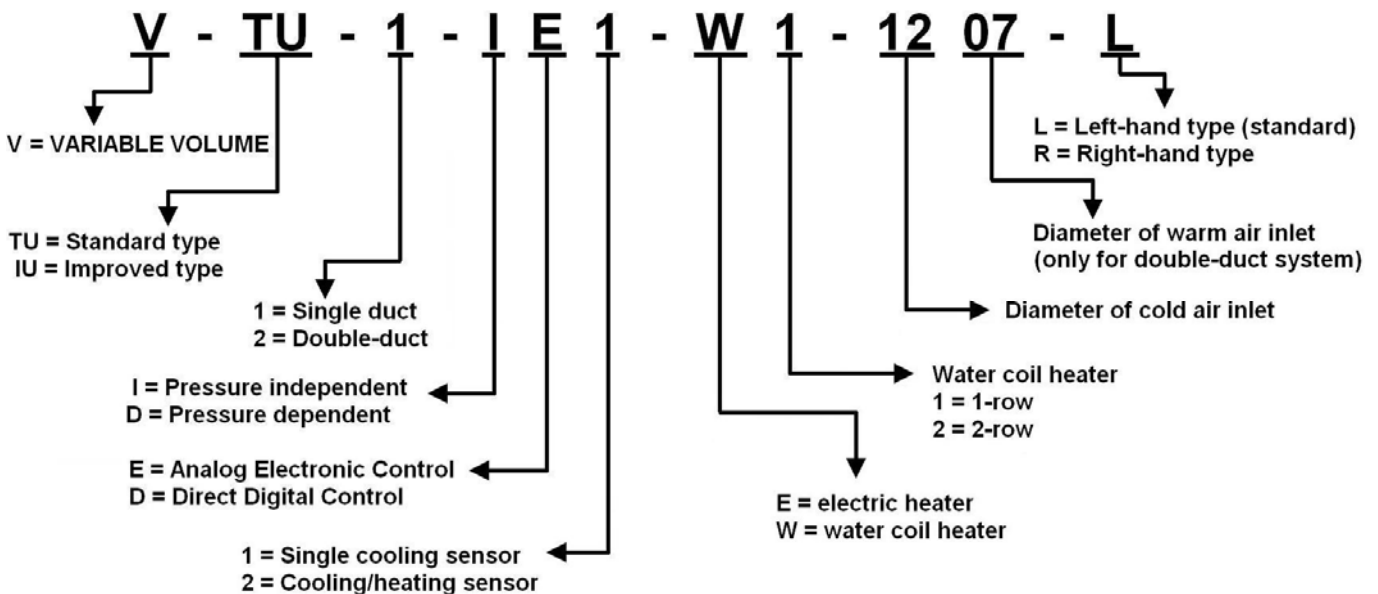 V - TU - 1 - I E 1 - W 1 - 12 07 - L
V = VARIABLE VOLUME
TU = Standard type
IU = Improved type
1 = Single duct
2 = Double-duct
I = Pressure independent
D = Pressure dependent
E = Analog Electronic Control
D = Direct Digital Control
1 = Single cooling sensor
2 = Cooling/heating sensor
E = electric heater
W = water coil heater
Water coil heater
1 = 1-row
2 = 2-row
Diameter of cold air inlet
Diameter of warm air inlet
(only for double-duct system)
L = Left-hand type (standard)
R = Right-hand type